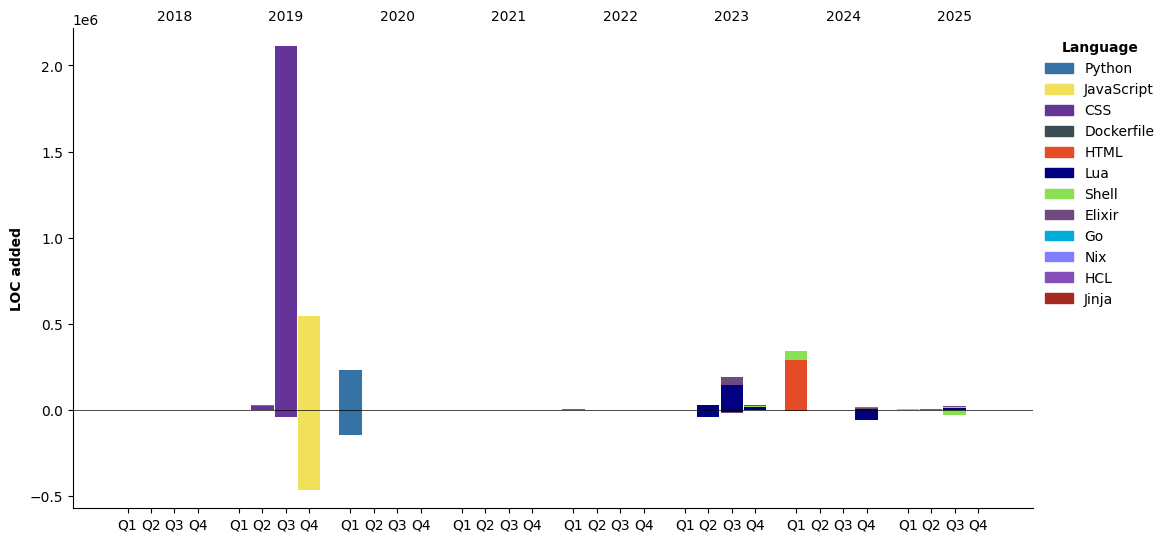 2018 2019 2020 2021 2022 2023 2024 2025
1e6
LOC added
2.0
1.5
1.0
0.5
0.0
−0.5
Q1 Q2 Q3 Q4 Q1 Q2 Q3 Q4 Q1 Q2 Q3 Q4 Q1 Q2 Q3 Q4 Q1 Q2 Q3 Q4 Q1 Q2 Q3 Q4 Q1 Q2 Q3 Q4 Q1 Q2 Q3 Q4
Language
Python
JavaScript
CSS
Dockerfile
HTML
Lua
Shell
Elixir
Go
Nix
HCL
Jinja